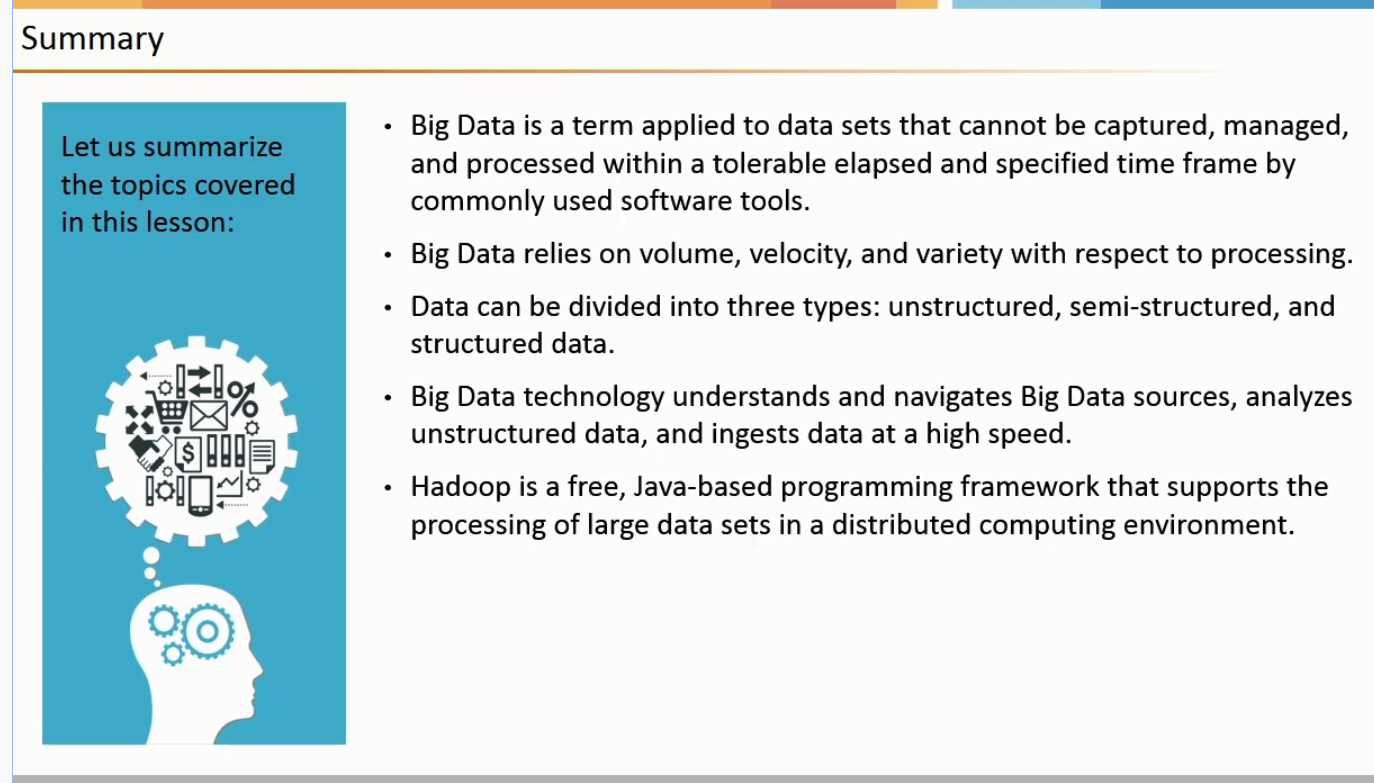 Summary
Let us summarize
the topics covered
in this lesson:
• Big Data is a term applied to data sets that cannot be captured, managed,
and processed within a tolerable elapsed and specified time frame by
commonly used software tools.
• Big Data relies on volume, velocity, and variety with respect to processing.
• Data can be divided into three types: unstructured, semi-structured, and
structured data.
• Big Data technology understands and navigates Big Data sources, analyzes
unstructured data, and ingests data at a high speed.
• Hadoop is a free, Java-based programming framework that supports the
processing of large data sets in a distributed computing environment.